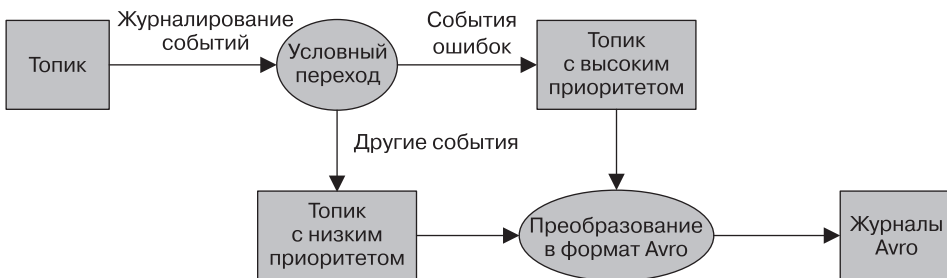 Журналирование
событий
События
ошибок
Топик
Условный
переход
Топик
с высоким
приоритетом
Другие события
Топик
с низким
приоритетом
Преобразование
в формат Avro
Журналы
Avro